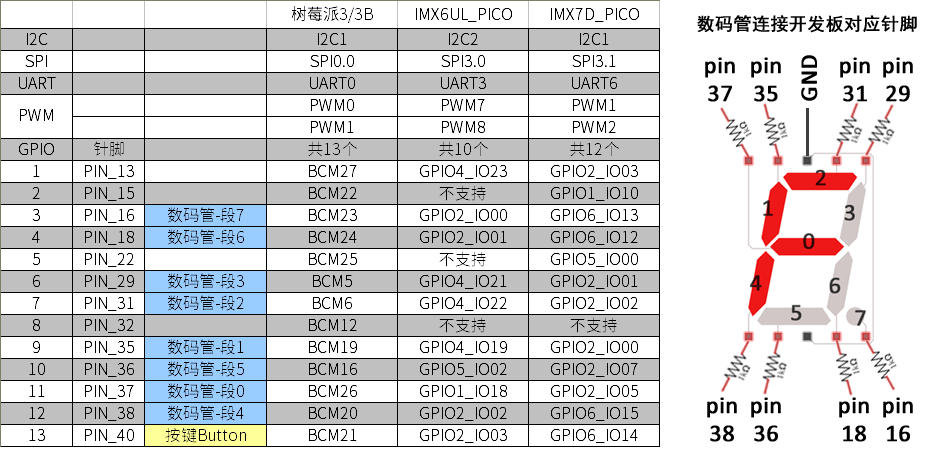 树莓派3/3B IMX6UL_PICO IMX7D_PICO
I2C I2C1 I2C2 I2C1
SPI SPI0.0 SPI3.0 SPI3.1
UART UART0 UART3 UART6
PWM PWM0 PWM7 PWM1
PWM1 PWM8 PWM2
GPIO 针脚 共13个 共10个 共12个
1 PIN_13 BCM27 GPIO4_IO23 GPIO2_IO03
2 PIN_15 BCM22 不支持 GPIO1_IO10
3 PIN_16 数码管-段7 BCM23 GPIO2_IO00 GPIO6_IO13
4 PIN_18 数码管-段6 BCM24 GPIO2_IO01 GPIO6_IO12
5 PIN_22 BCM25 不支持 GPIO5_IO00
6 PIN_29 数码管-段3 BCM5 GPIO4_IO21 GPIO2_IO01
7 PIN_31 数码管-段2 BCM6 GPIO4_IO22 GPIO2_IO02
8 PIN_32 BCM12 不支持 不支持
9 PIN_35 数码管-段1 BCM19 GPIO4_IO19 GPIO2_IO00
10 PIN_36 数码管-段5 BCM16 GPIO5_IO02 GPIO2_IO07
11 PIN_37 数码管-段0 BCM26 GPIO1_IO18 GPIO2_IO05
12 PIN_38 数码管-段4 BCM20 GPIO2_IO02 GPIO6_IO15
13 PIN_40 按键Button BCM21 GPIO2_IO03 GPIO6_IO14
数码管连接开发板对应针脚
pin pin GND pin pin
37 35 31 29
1kΩ 1kΩ 1kΩ 1kΩ
2
1 3
0
4 6
5 7
1kΩ 1kΩ 1kΩ 1kΩ
pin pin pin pin
38 36 18 16